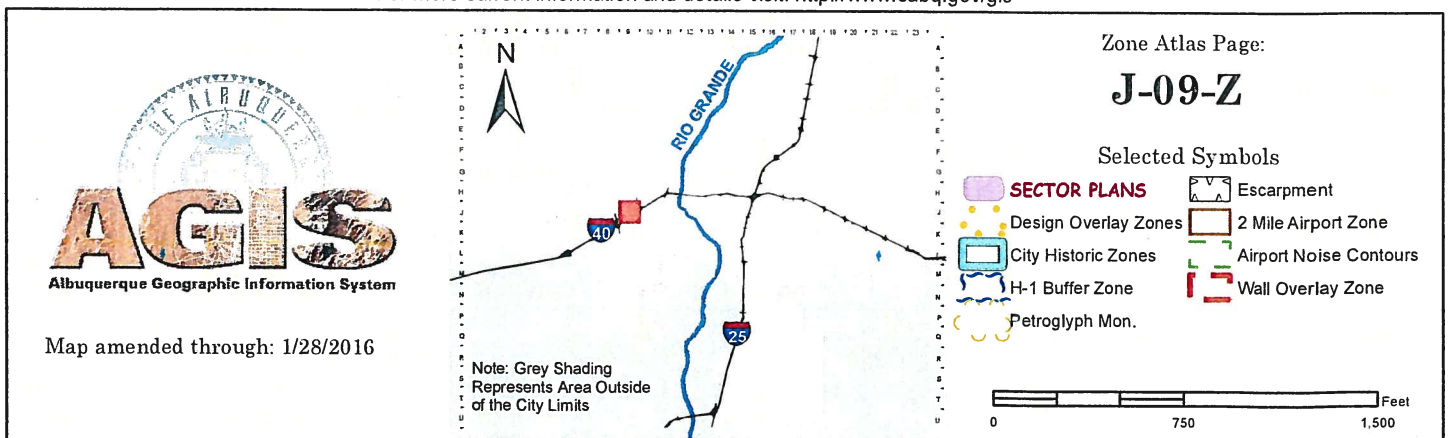 OF ALBUQUE
AGIS
Albuquerque Geographic Information System
Map amended through: 1/28/2016
N
RIO GRANDE
40
25
Note: Grey Shading
Represents Area Outside
of the City Limits
Zone Atlas Page:
J-09-Z
Selected Symbols
SECTOR PLANS
Escarpment
Design Overlay Zones
2 Mile Airport Zone
City Historic Zones
Airport Noise Contours
H-1 Buffer Zone
Wall Overlay Zone
Petroglyph Mon.
Feet
0 750 1,500